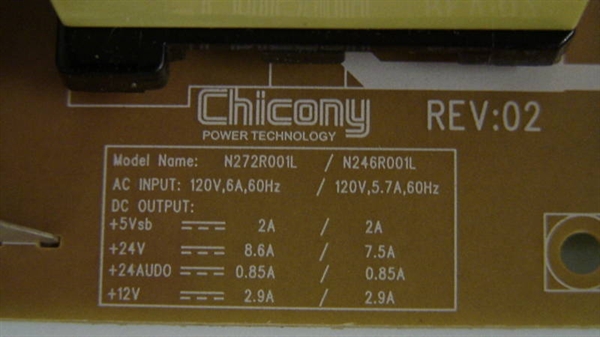 Chicony
POWER TECHNOLOGY
REV:02
Model Name: N272R001L / N246R001L
AC INPUT: 120V,6A,60Hz / 120V,5.7A,60Hz
DC OUTPUT:
+5Vsb 2A / 2A
+24V 8.6A / 7.5A
+24AUDO 0.85A / 0.85A
+12V 2.9A / 2.9A